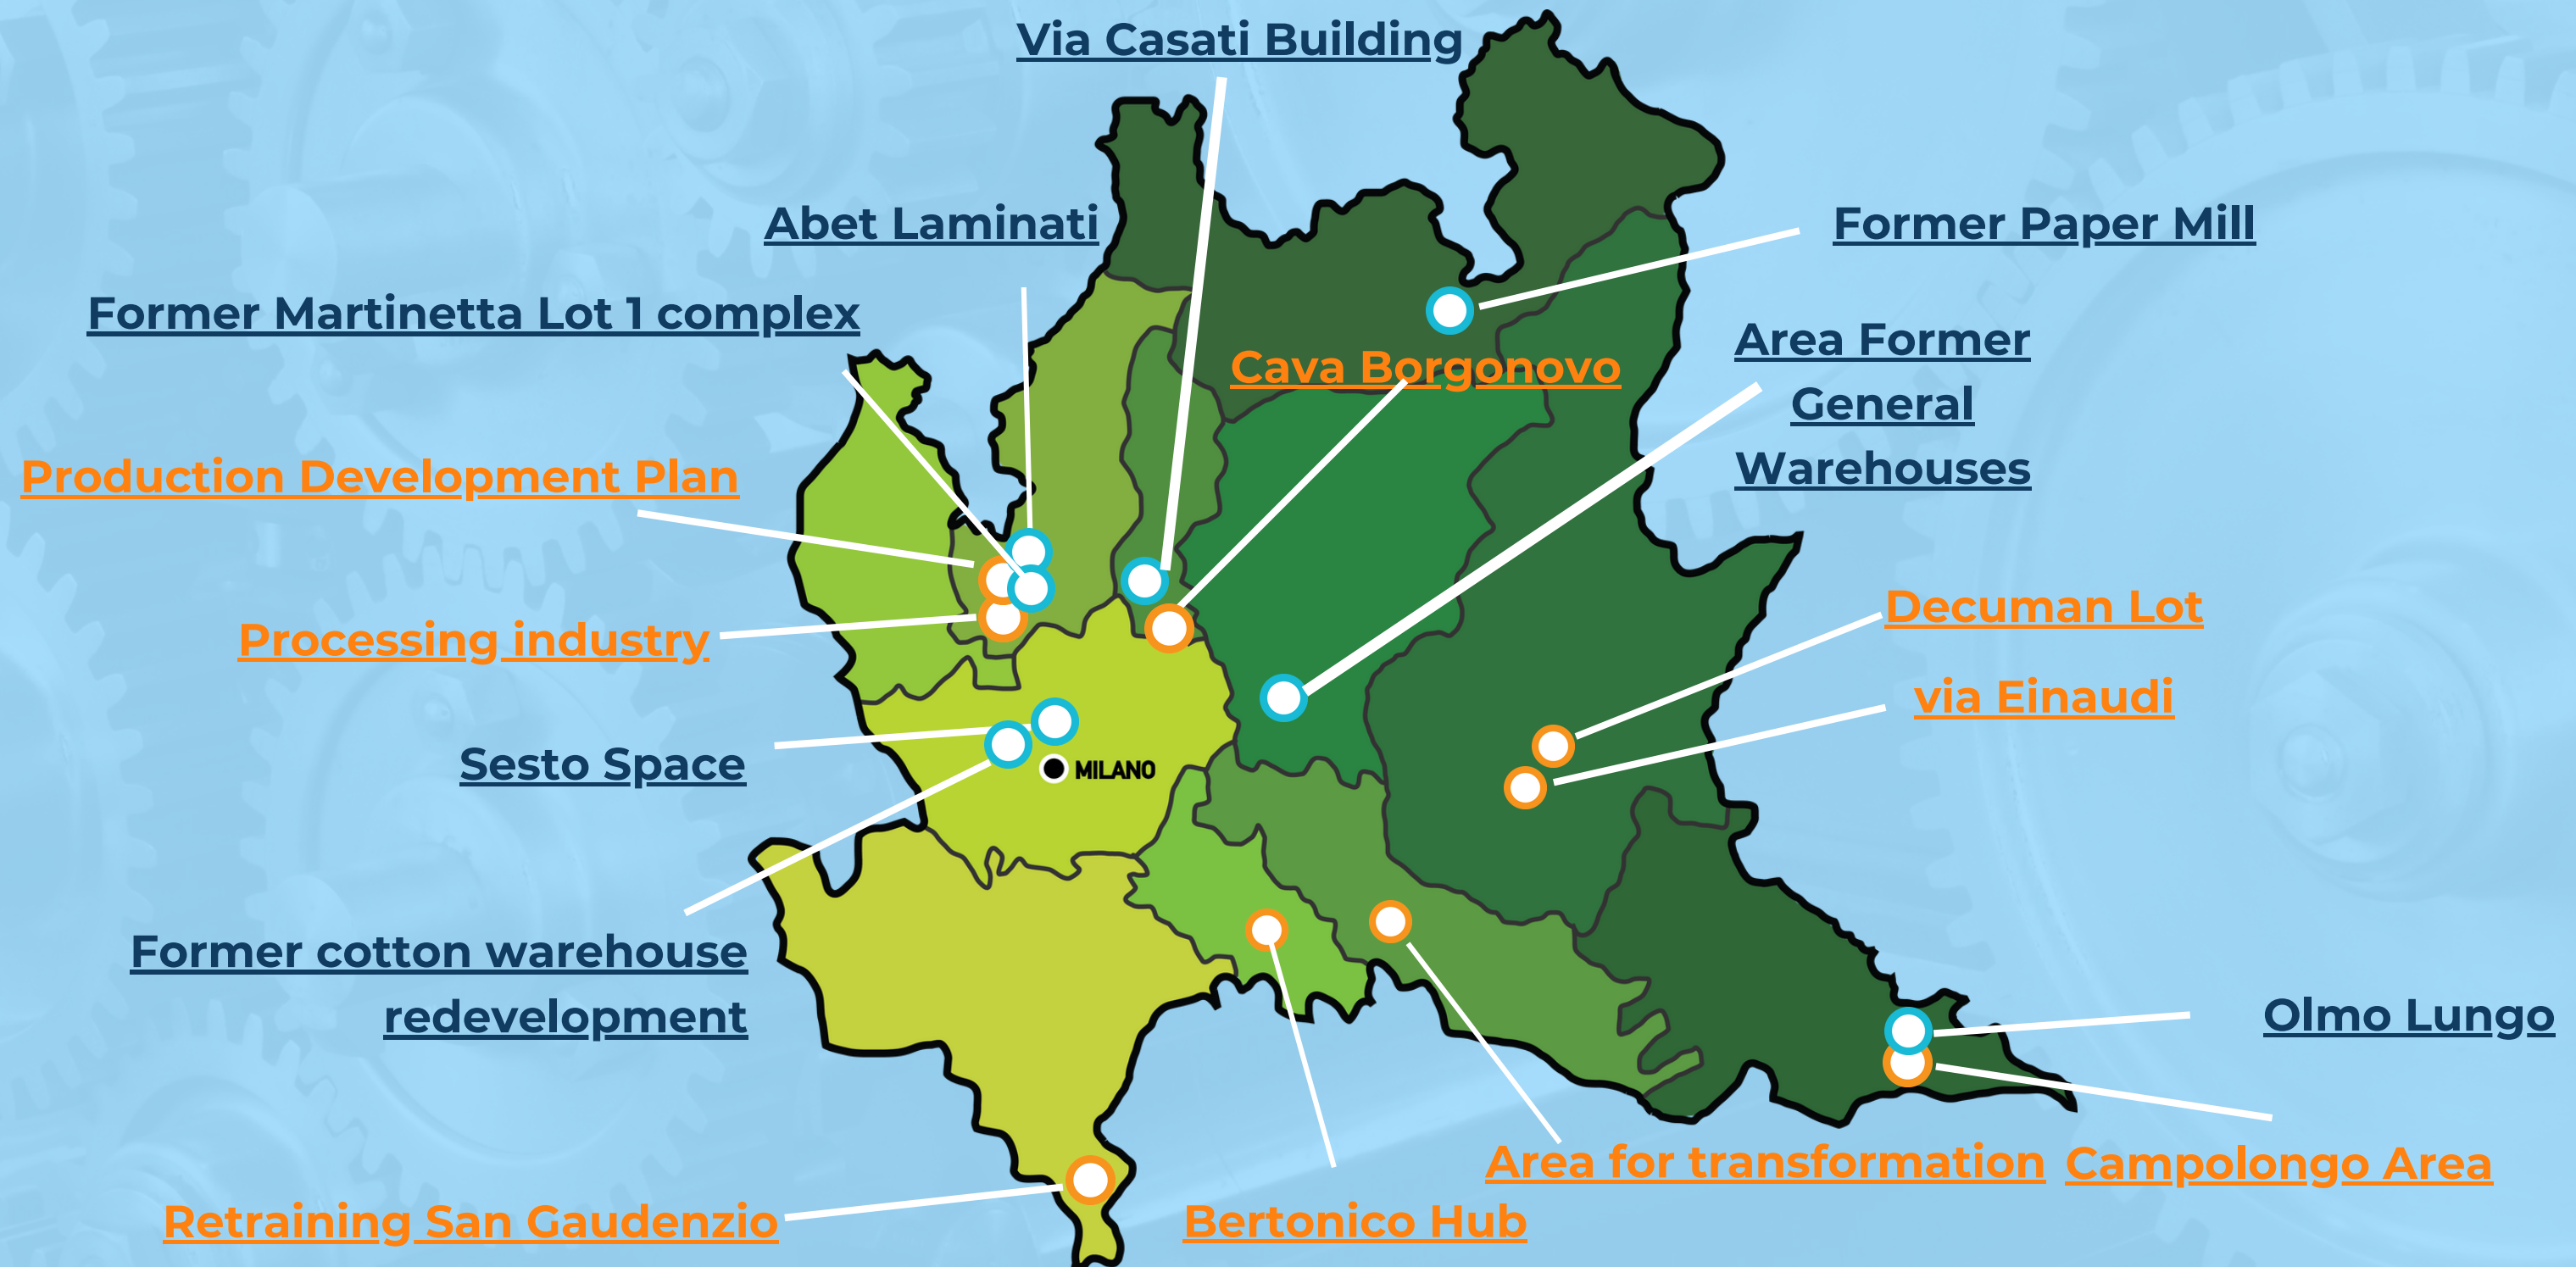 Via Casati Building
Abet Laminati
Former Paper Mill
Former Martinetta Lot 1 complex
Area Former
General
Warehouses
Cava Borgonovo
Production Development Plan
Decuman Lot
Processing industry
via Einaudi
Sesto Space
MILANO
Former cotton warehouse
redevelopment
Olmo Lungo
Area for transformation
Campolongo Area
Retraining San Gaudenzio
Bertonico Hub